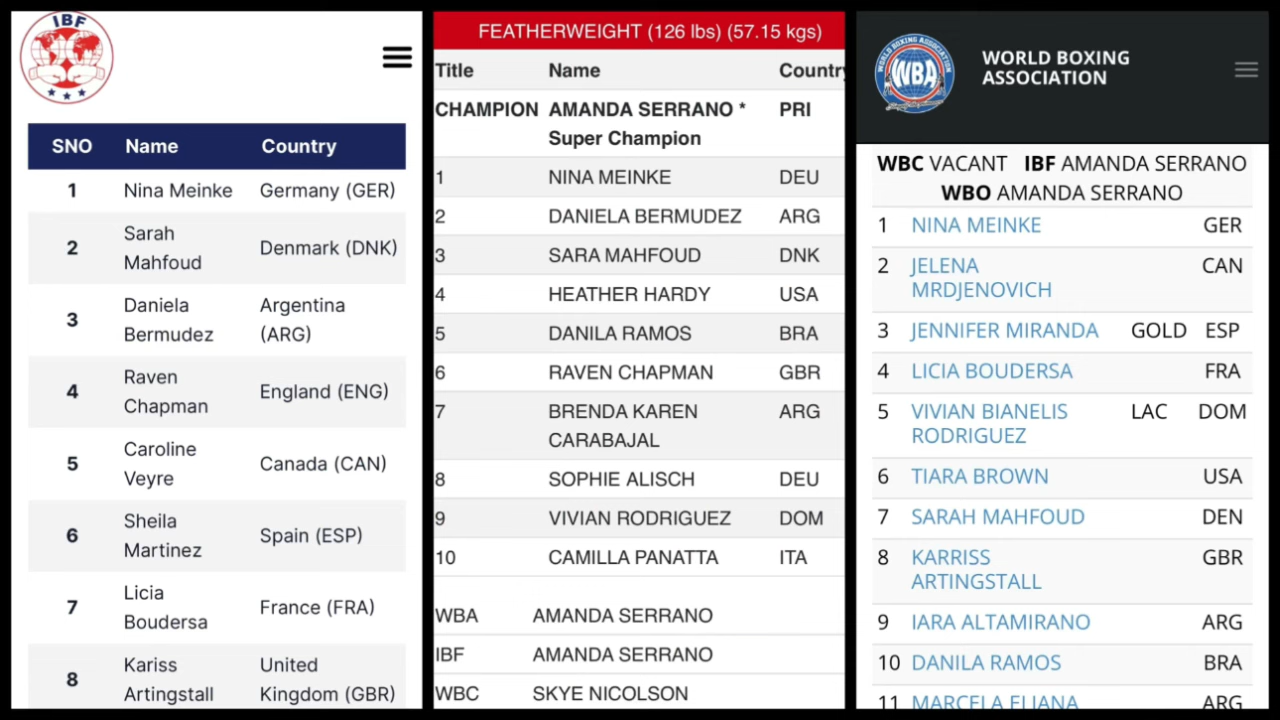 IBF
SNO Name Country
1 Nina Meinke Germany (GER)
2 Sarah Mahfoud Denmark (DNK)
3 Daniela Bermudez Argentina (ARG)
4 Raven Chapman England (ENG)
5 Caroline Veyre Canada (CAN)
6 Sheila Martinez Spain (ESP)
7 Licia Boudersa France (FRA)
8 Kariss Artingstall United Kingdom (GBR)
FEATHERWEIGHT (126 lbs) (57.15 kgs)
Title Name Country
CHAMPION AMANDA SERRANO * PRI
Super Champion
1 NINA MEINKE DEU
2 DANIELA BERMUDEZ ARG
3 SARA MAHFOUD DNK
4 HEATHER HARDY USA
5 DANILA RAMOS BRA
6 RAVEN CHAPMAN GBR
7 BRENDA KAREN CARABAJAL ARG
8 SOPHIE ALISCH DEU
9 VIVIAN RODRIGUEZ DOM
10 CAMILLA PANATTA ITA
WBA AMANDA SERRANO
IBF AMANDA SERRANO
WBC SKYE NICOLSON
WORLD BOXING ASSOCIATION
WBA
WORLD BOXING
ASSOCIATION
WBC VACANT IBF AMANDA SERRANO
WBO AMANDA SERRANO
1 NINA MEINKE GER
2 JELENA MRDJENOVICH CAN
3 JENNIFER MIRANDA GOLD ESP
4 LICIA BOUDERSA FRA
5 VIVIAN BIANELIS RODRIGUEZ LAC DOM
6 TIARA BROWN USA
7 SARAH MAHFOUD DEN
8 KARRISS ARTINGSTALL GBR
9 IARA ALTAMIRANO ARG
10 DANILA RAMOS BRA
11 MARCELA ELIANA ARG